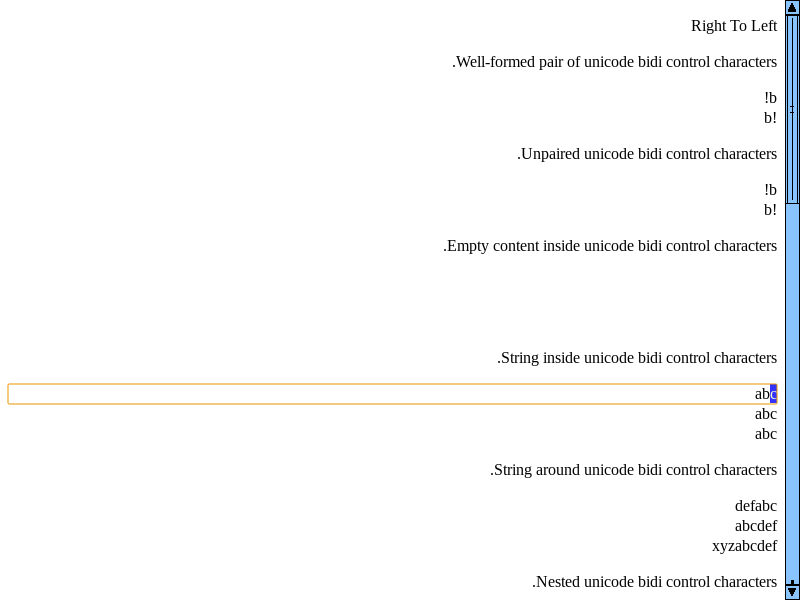 Right To Left
.Well-formed pair of unicode bidi control characters
!b
b!
.Unpaired unicode bidi control characters
!b
b!
.Empty content inside unicode bidi control characters
.String inside unicode bidi control characters
abc
abc
abc
.String around unicode bidi control characters
defabc
abcdef
xyzabcdef
.Nested unicode bidi control characters